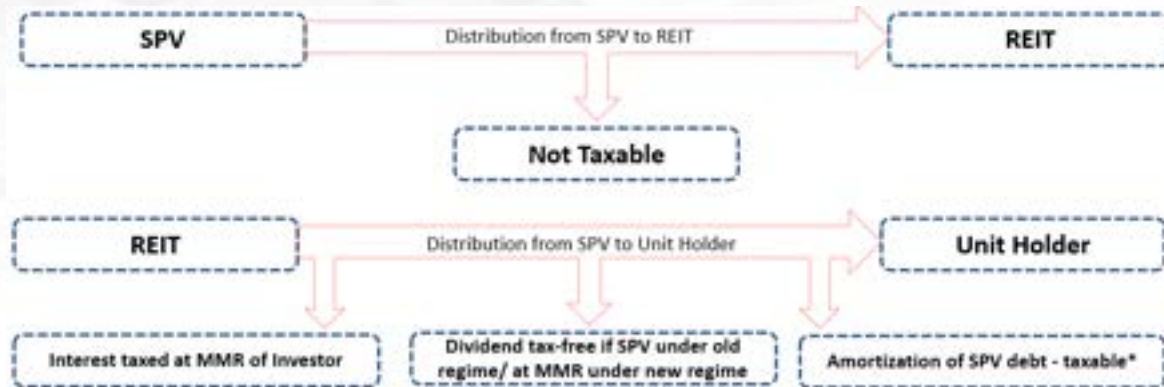 SPV
Distribution from SPV to REIT
REIT
Not Taxable
REIT
Distribution from SPV to Unit Holder
Unit Holder
Interest taxed at MMR of Investor
Dividend tax-free if SPV under old
regime/ at MMR under new regime
Amortization of SPV debt - taxable*